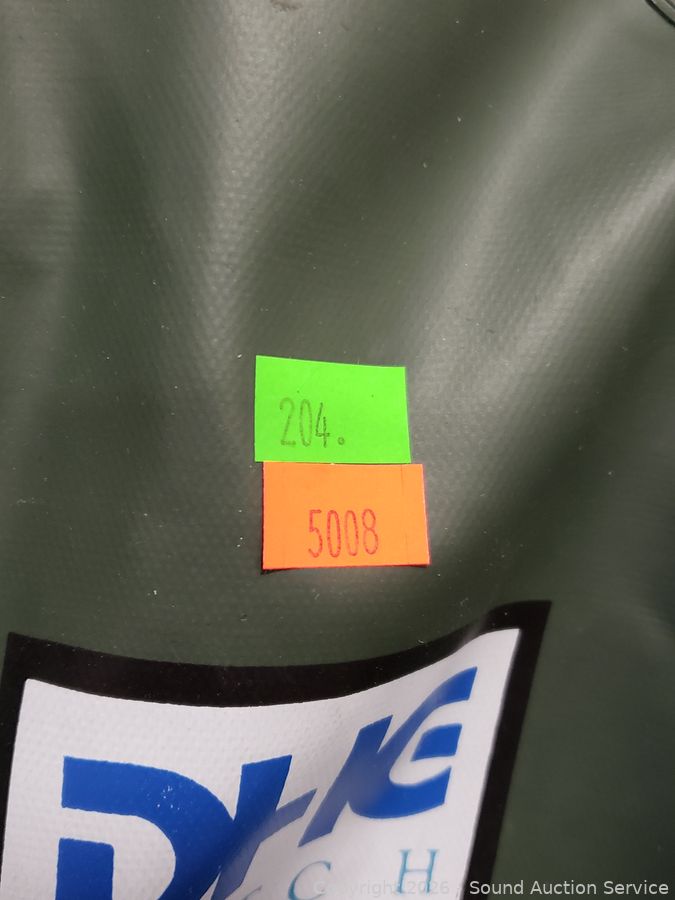 204.
5008
C H
Copyright 2026 - Sound Auction Service